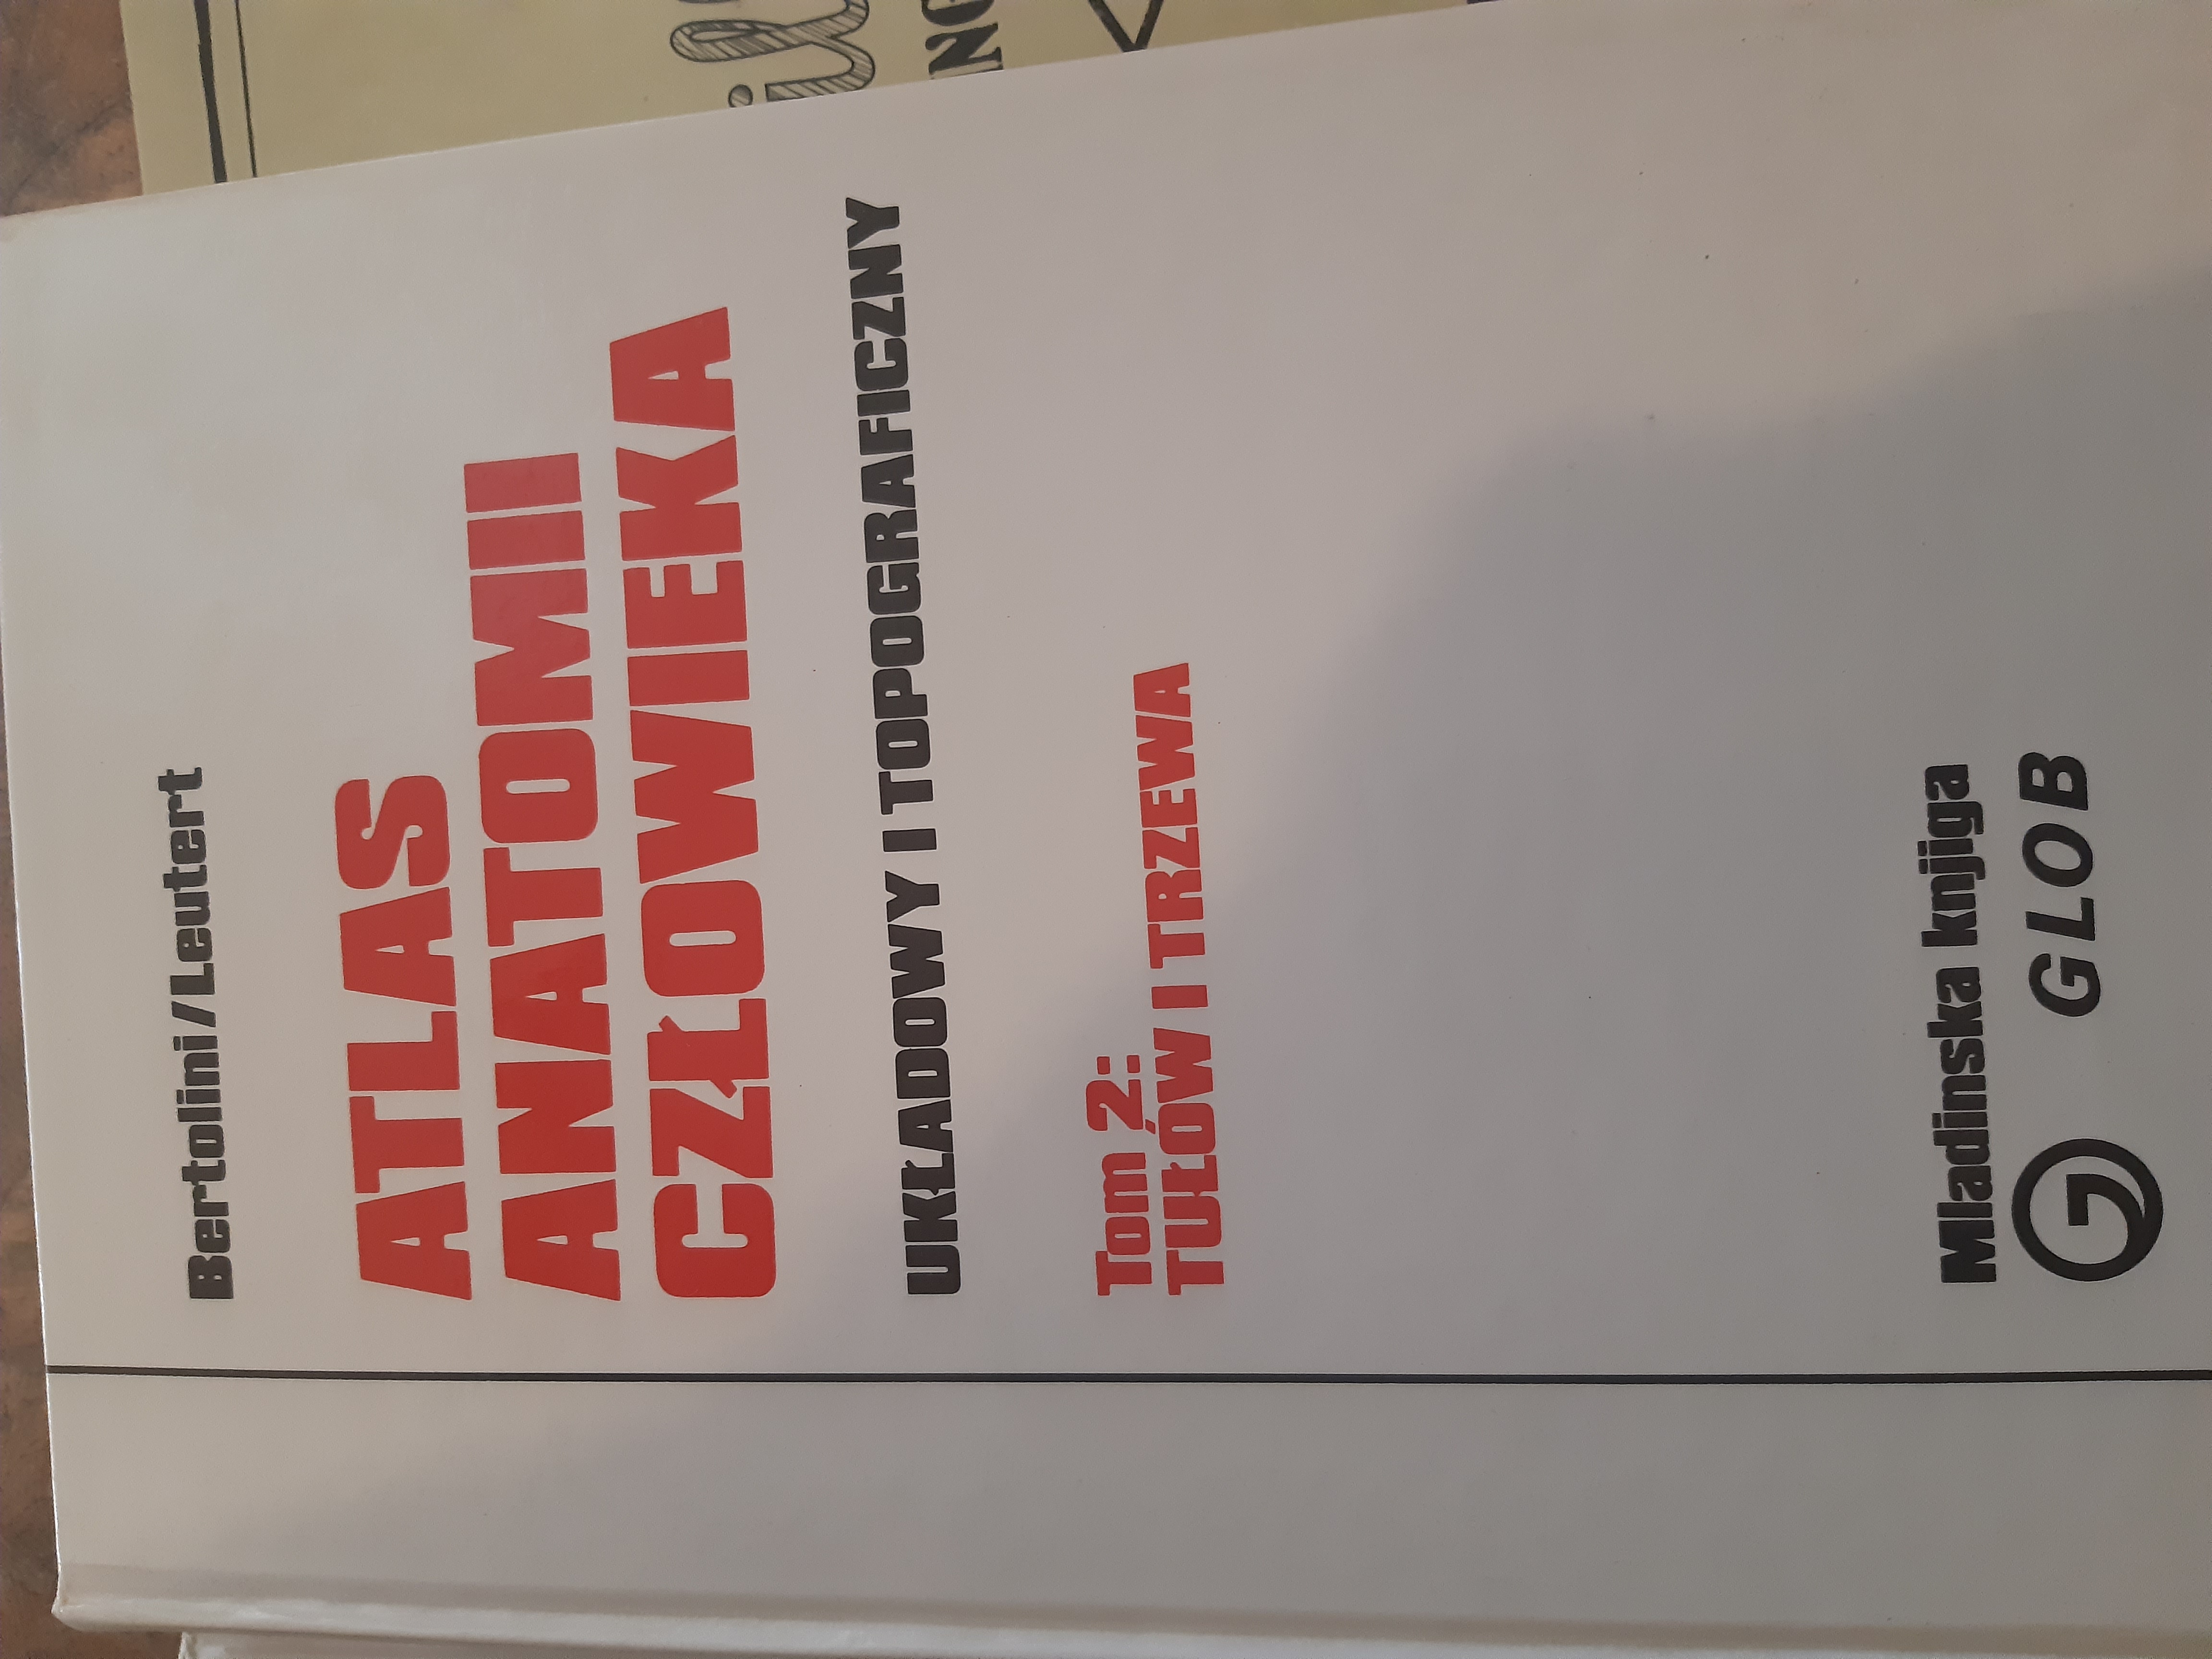 Bertolini/Leutert
ATLAS
ANATOMII
CZŁOWIEKA
UKŁADOWY I TOPOGRAFICZNY
Tom 2:
TUŁÓW I TRZEWA
Mladinska knjiga
GLOB